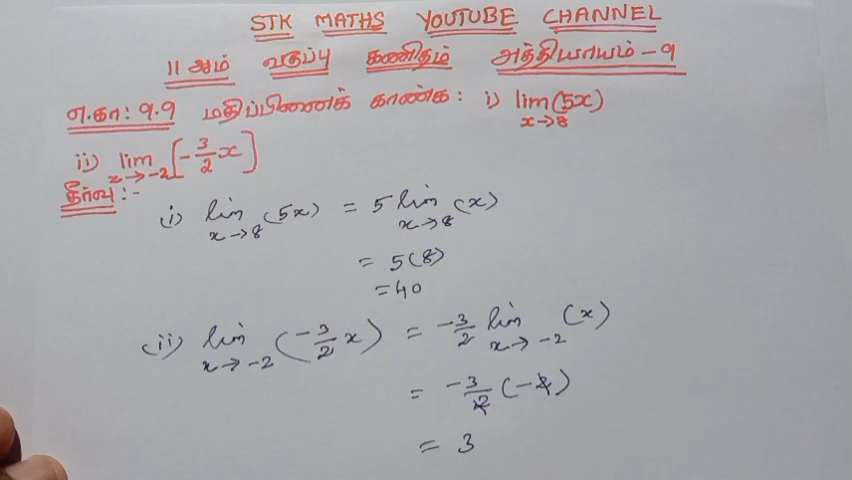 STK MATHS YOUTUBE CHANNEL
11 ஆம் வகுப்பு கணிதம் அத்தியாயம் - 9
எ.கா: 9.9 மதிப்பிணைக் காண்க: i) lim(5x) x→8
ii) lim x→-2 [-3/2 x]
தீர்வு :-
(i) lim x→8 (5x) = 5 lim x→8 (x)
= 5(8)
= 40
(ii) lim x→-2 (-3/2 x) = -3/2 lim x→-2 (x)
= -3/2 (-2)
= 3